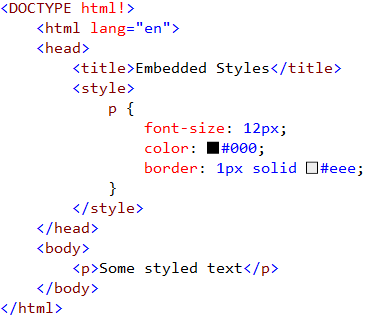 <DOCTYPE html!>
<html lang="en">
<head>
<title>Embedded Styles</title>
<style>
p {
font-size: 12px;
color: #000;
border: 1px solid #eee;
}
</style>
</head>
<body>
<p>Some styled text</p>
</body>
</html>